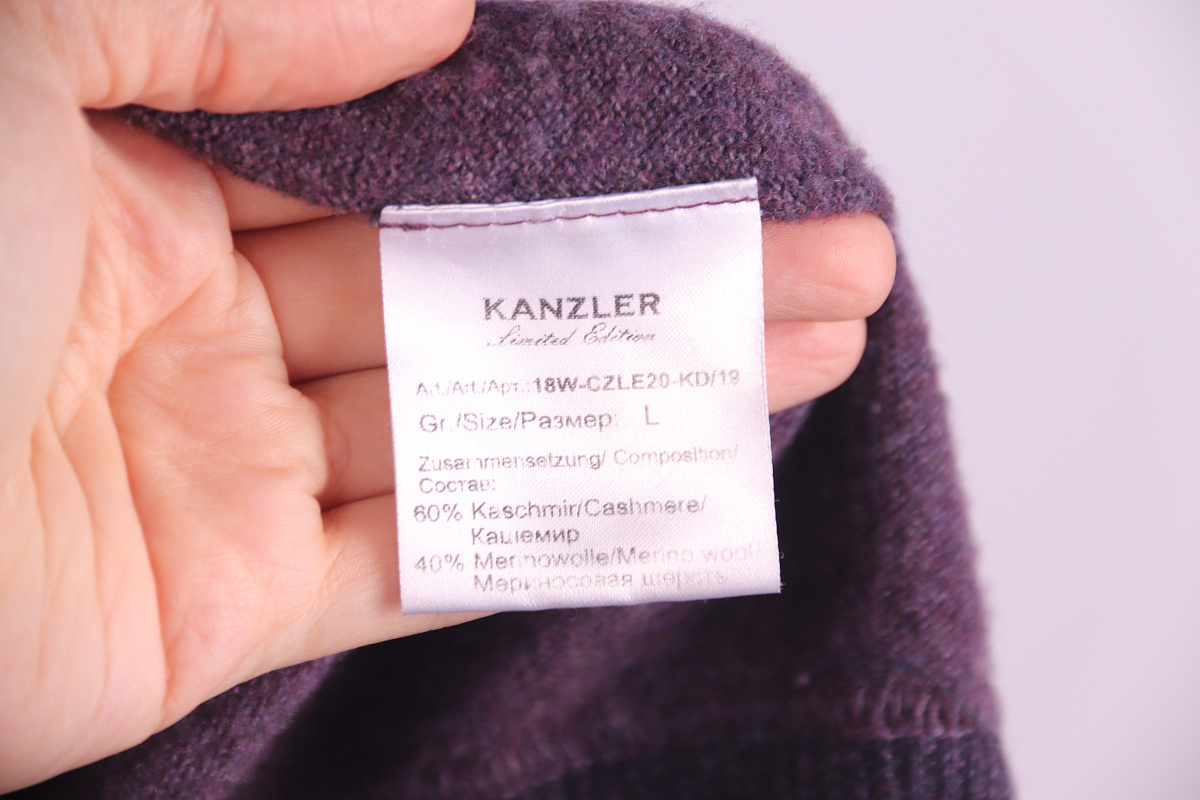 KANZLER
Limited Edition
Art./Art./Арт.:18W-CZLE20-KD/19
Gr./Size/Размер: L
Zusammensetzung/ Composition/
Состав:
60% Kaschmir/Cashmere/
Кашемир
40% Merinowolle/Merino wool/
Мериносовая шерсть